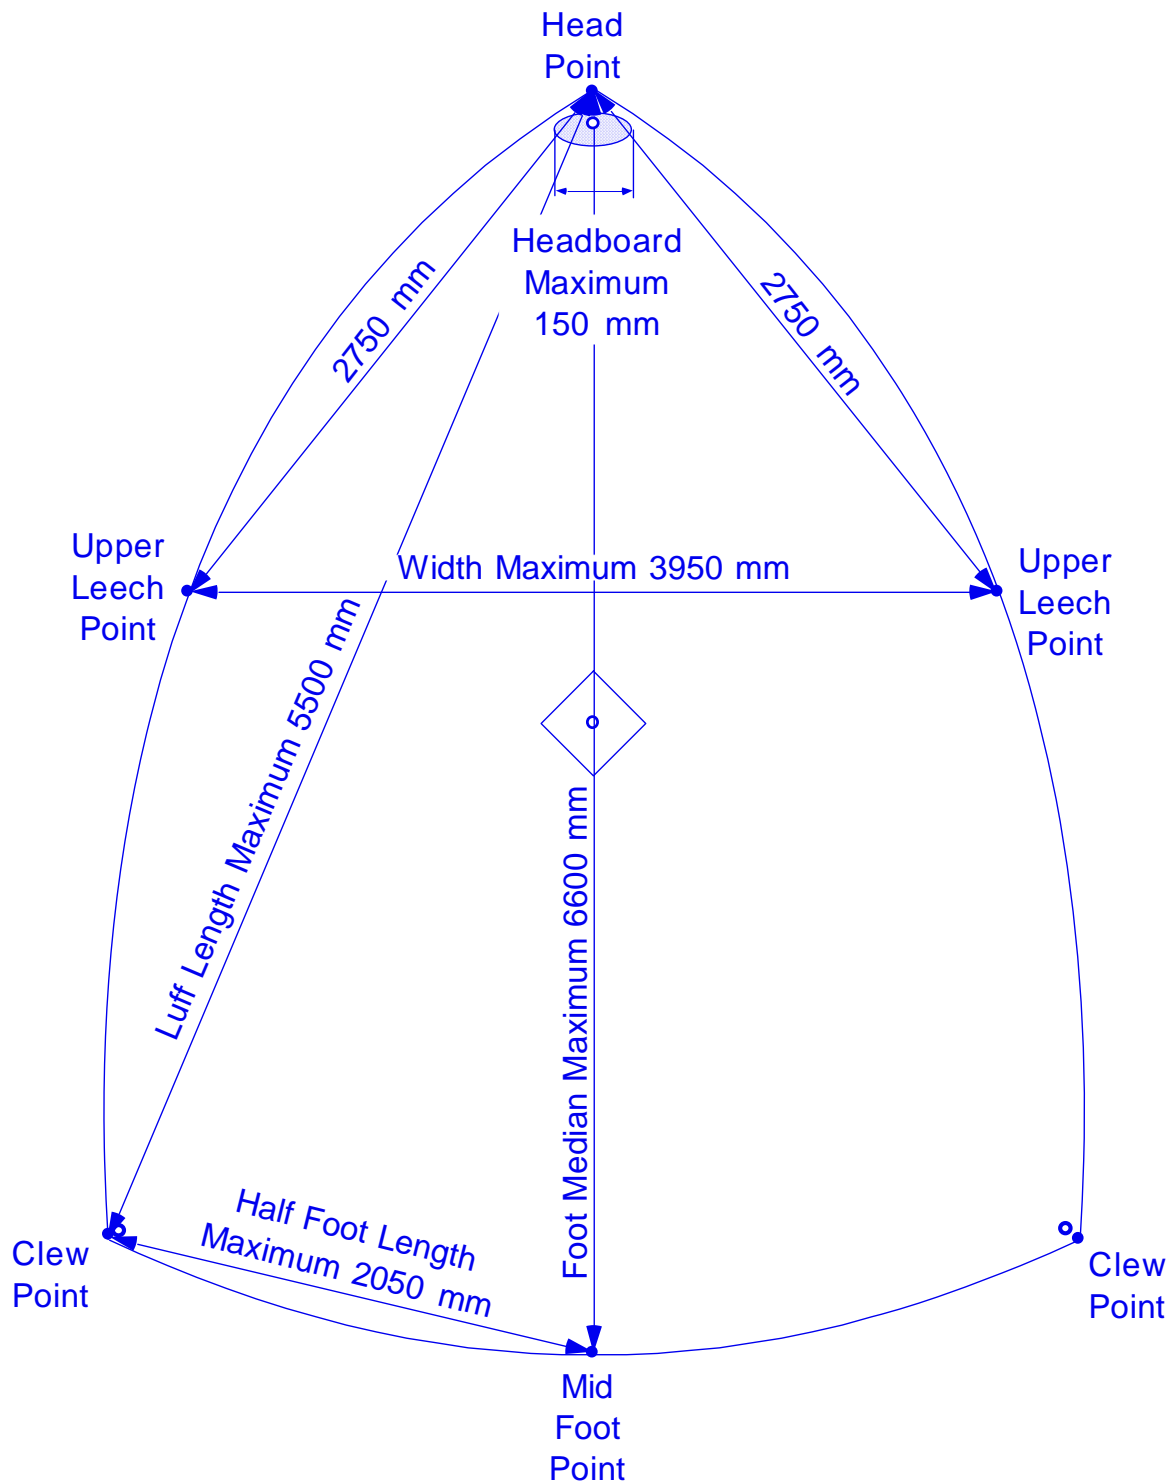 Head
Point
Headboard
Maximum
150 mm
2750 mm
2750 mm
Upper
Leech
Point
Width Maximum 3950 mm
Upper
Leech
Point
Luff Length Maximum 5500 mm
Foot Median Maximum 6600 mm
Half Foot Length
Maximum 2050 mm
Clew
Point
Clew
Point
Mid
Foot
Point